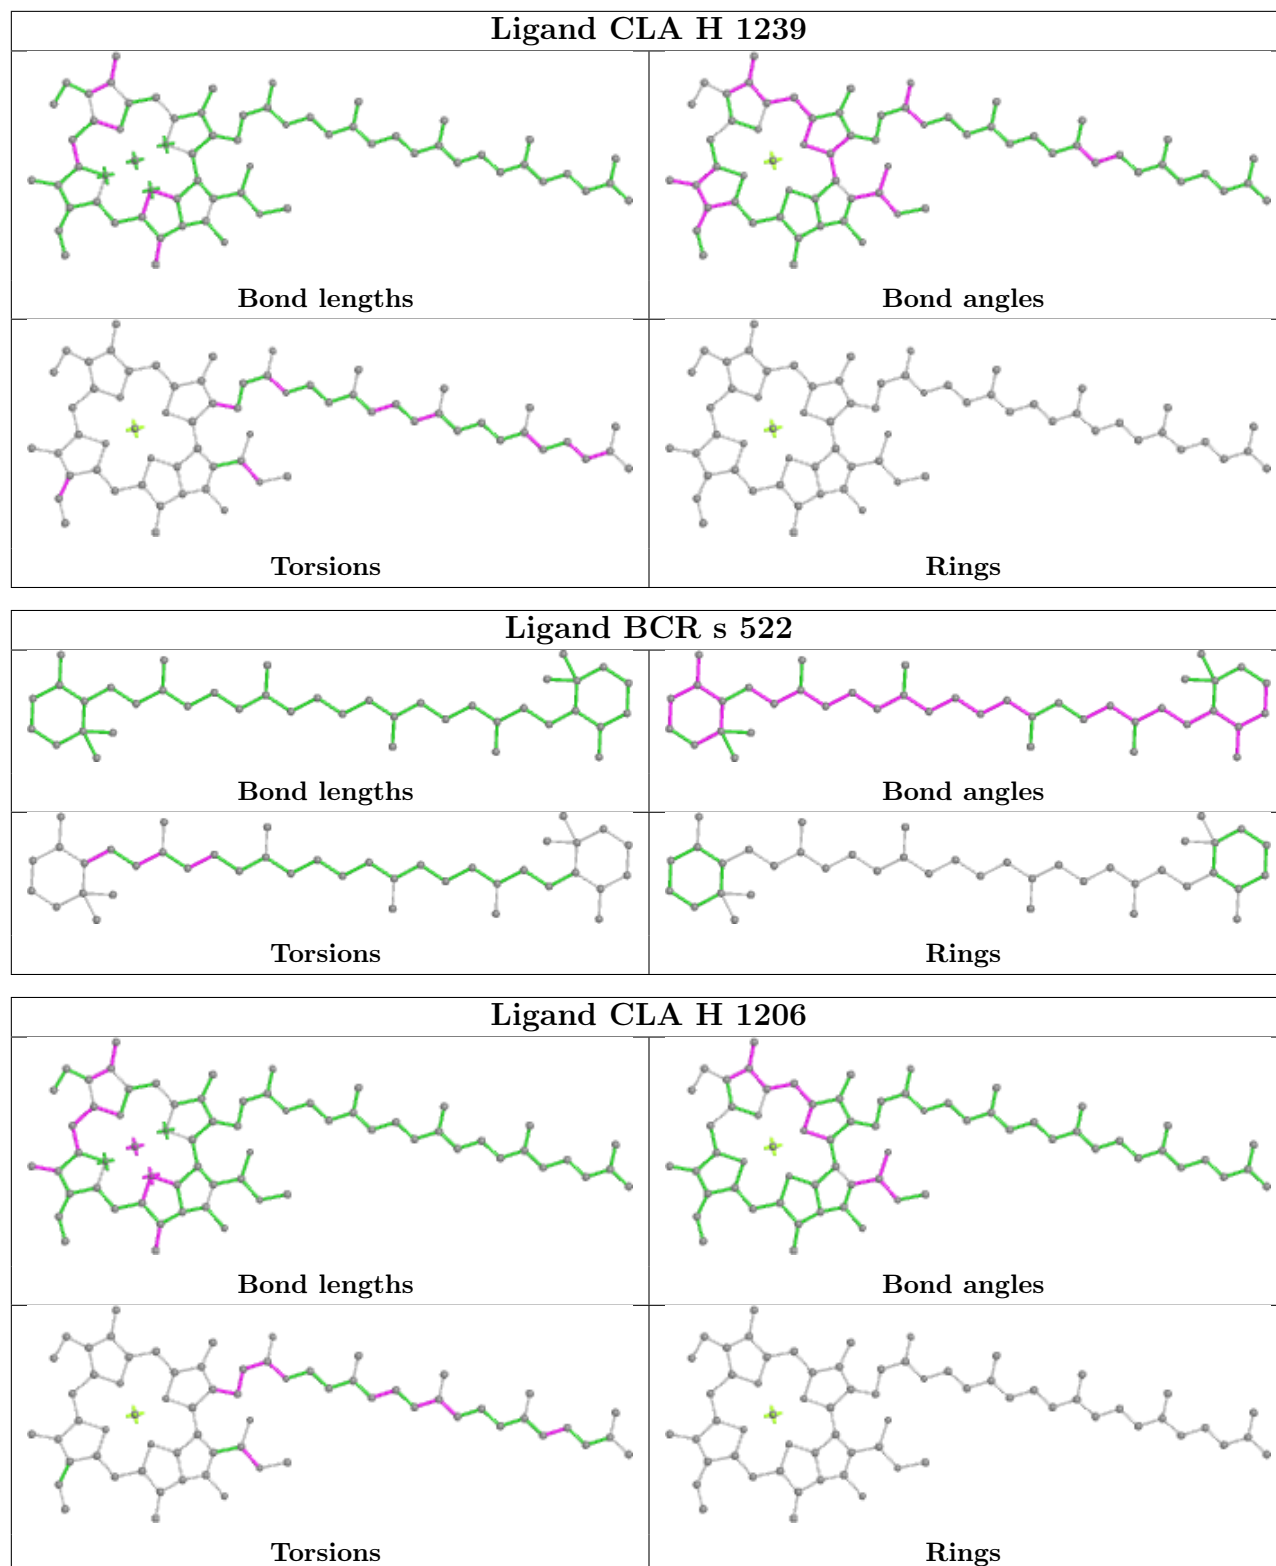 Ligand CLA H 1239
Bond lengths
Bond angles
Torsions
Rings
Ligand BCR s 522
Bond lengths
Bond angles
Torsions
Rings
Ligand CLA H 1206
Bond lengths
Bond angles
Torsions
Rings